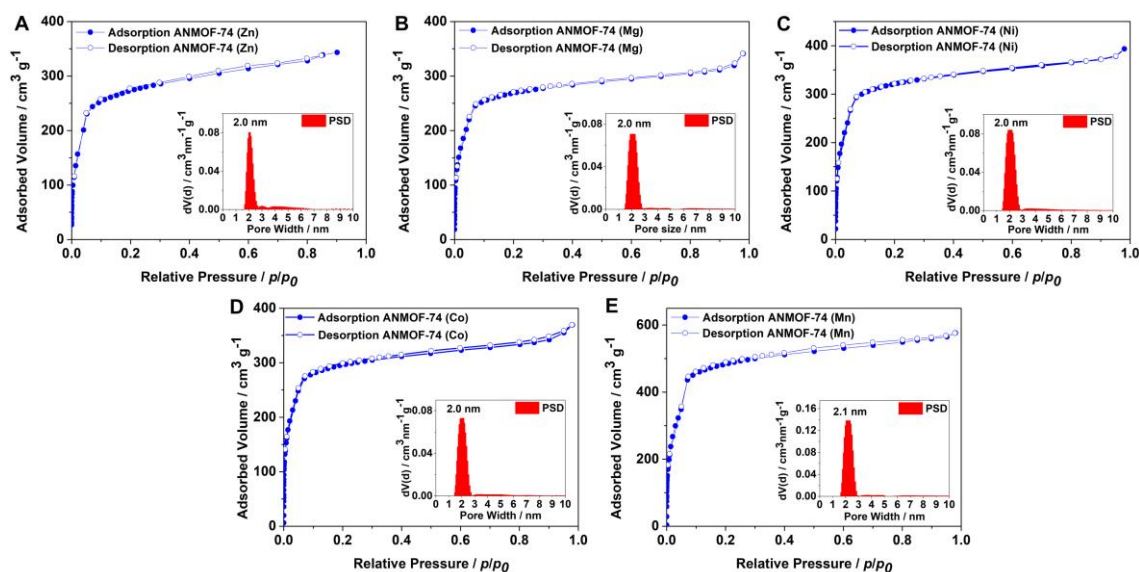 A
Adsorption ANMOF-74 (Zn)
Desorption ANMOF-74 (Zn)
Adsorbed Volume / cm³ g⁻¹
400
300
200
100
0
0.0 0.2 0.4 0.6 0.8 1.0
Relative Pressure / p/p₀
2.0 nm
PSD
dV(d) / cm³nm⁻¹g⁻¹
0.08
0.04
0.00
0 1 2 3 4 5 6 7 8 9 10
Pore Width / nm
B
Adsorption ANMOF-74 (Mg)
Desorption ANMOF-74 (Mg)
Adsorbed Volume / cm³ g⁻¹
400
300
200
100
0
0.0 0.2 0.4 0.6 0.8 1.0
Relative Pressure / p/p₀
2.0 nm
PSD
dV(d) / cm³nm⁻¹g⁻¹
0.08
0.04
0.00
0 1 2 3 4 5 6 7 8 9 10
Pore size / nm
C
Adsorption ANMOF-74 (Ni)
Desorption ANMOF-74 (Ni)
Adsorbed Volume / cm³ g⁻¹
400
300
200
100
0
0.0 0.2 0.4 0.6 0.8 1.0
Relative Pressure / p/p₀
2.0 nm
PSD
dV(d) / cm³nm⁻¹g⁻¹
0.08
0.04
0.00
0 1 2 3 4 5 6 7 8 9 10
Pore Width / nm
D
Adsorption ANMOF-74 (Co)
Desorption ANMOF-74 (Co)
Adsorbed Volume / cm³ g⁻¹
400
300
200
100
0
0.0 0.2 0.4 0.6 0.8 1.0
Relative Pressure / p/p₀
2.0 nm
PSD
dV(d) / cm³nm⁻¹g⁻¹
0.08
0.04
0.00
0 1 2 3 4 5 6 7 8 9 10
Pore Width / nm
E
Adsorption ANMOF-74 (Mn)
Desorption ANMOF-74 (Mn)
Adsorbed Volume / cm³ g⁻¹
600
500
400
300
200
100
0
0.0 0.2 0.4 0.6 0.8 1.0
Relative Pressure / p/p₀
2.1 nm
PSD
dV(d) / cm³nm⁻¹g⁻¹
0.16
0.12
0.08
0.04
0.00
0 1 2 3 4 5 6 7 8 9 10
Pore Width / nm